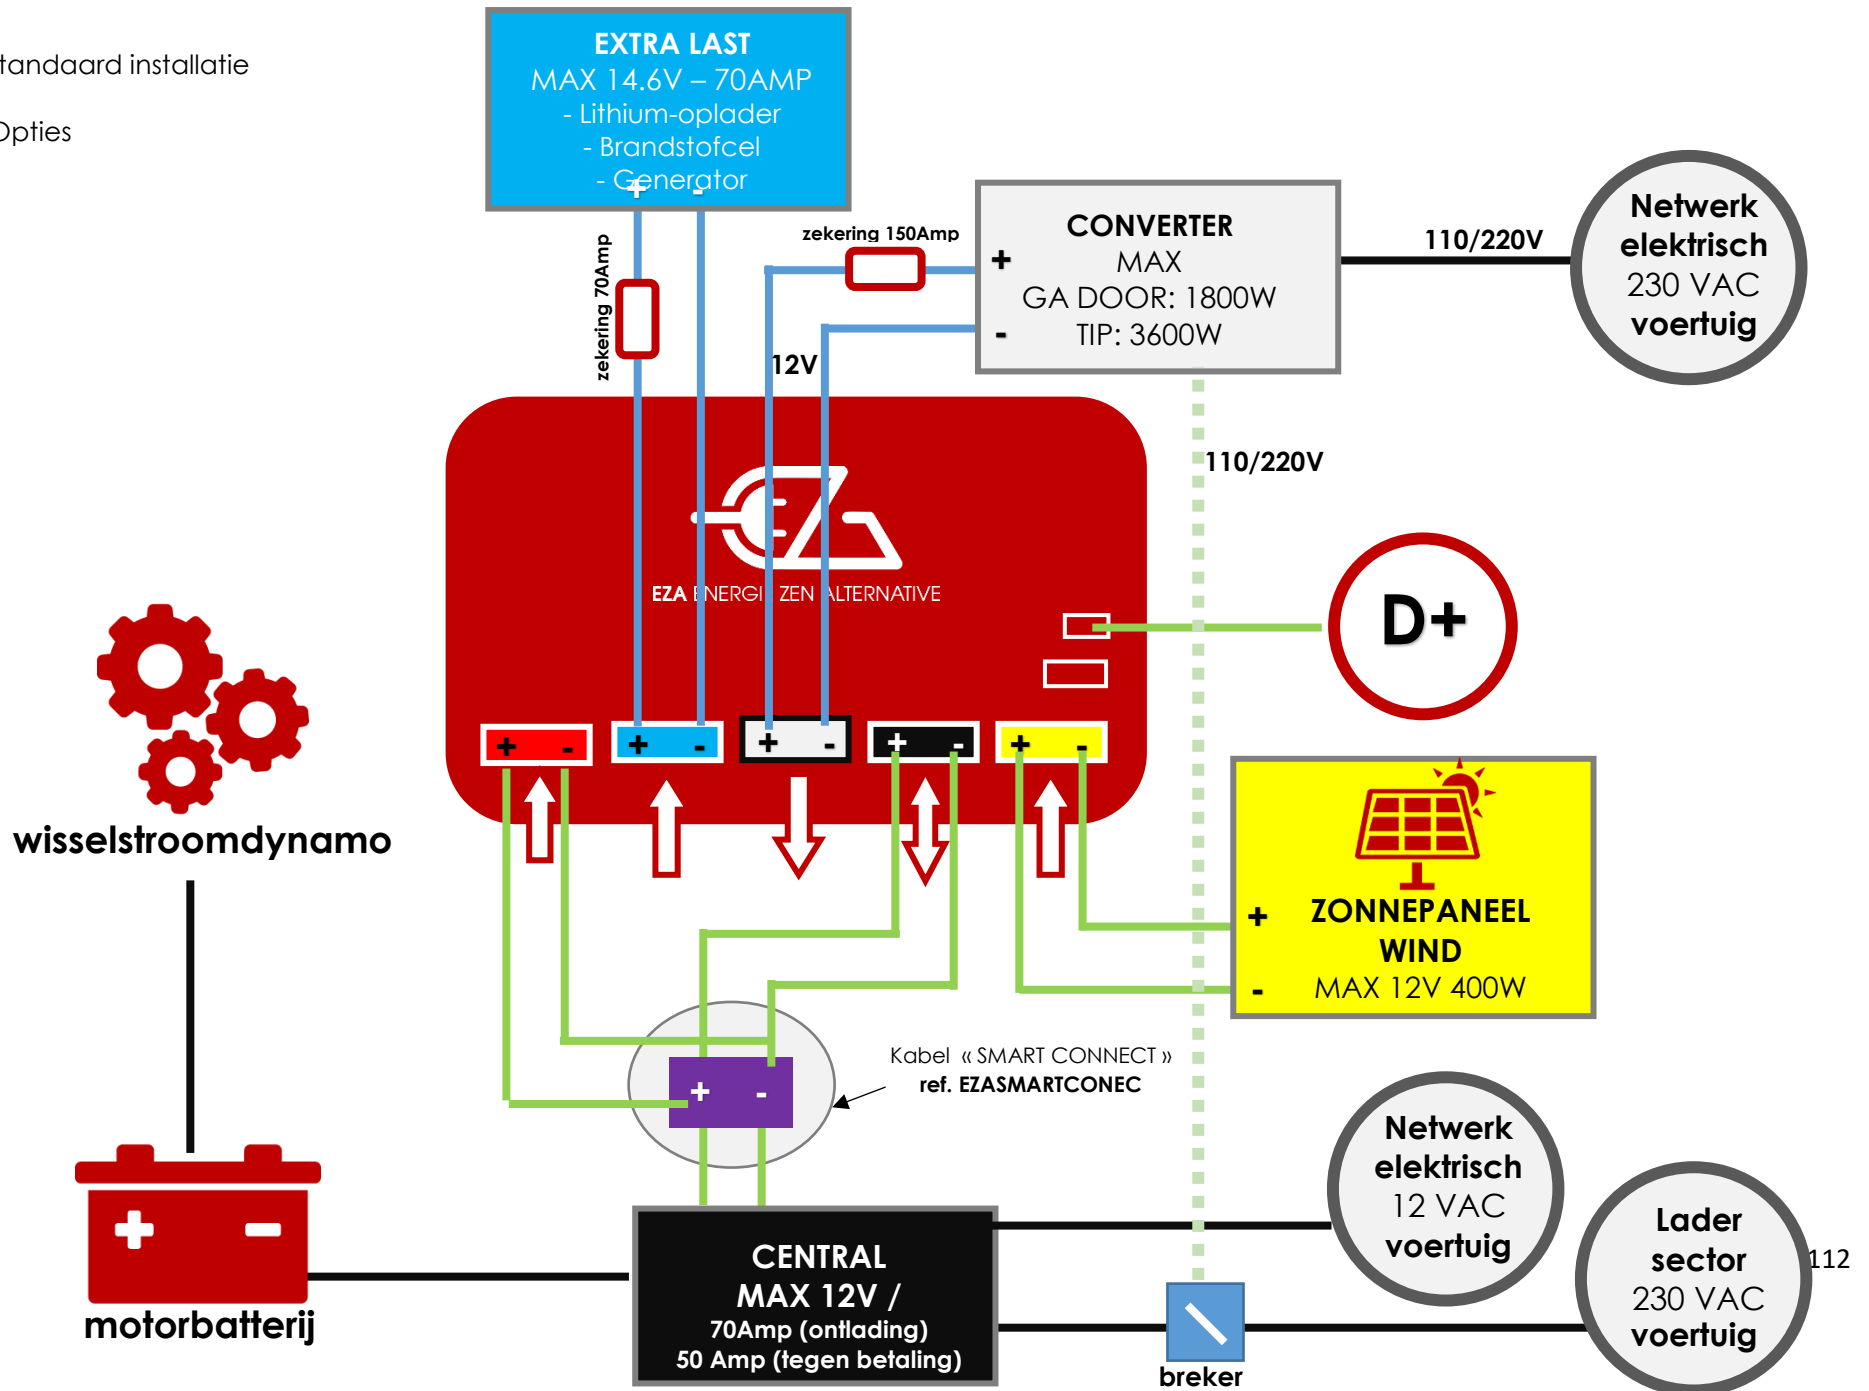 tandaard installatie
Opties
EXTRA LAST
MAX 14.6V – 70AMP
- Lithium-oplader
- Brandstofcel
- Generator
+ -
zekering 70Amp
zekering 150Amp
12V
+
-
CONVERTER
MAX
GA DOOR: 1800W
TIP: 3600W
110/220V
Netwerk
elektrisch
230 VAC
voertuig
110/220V
EZA ENERGI ZEN ALTERNATIVE
D+
+ - + - + - + - + -
wisselstroomdynamo
+
-
ZONNEPANEEL
WIND
MAX 12V 400W
Kabel « SMART CONNECT »
ref. EZASMARTCONEC
+ -
motorbatterij
CENTRAL
MAX 12V /
70Amp (ontlading)
50 Amp (tegen betaling)
Netwerk
elektrisch
12 VAC
voertuig
breker
Lader
sector
230 VAC
voertuig
112